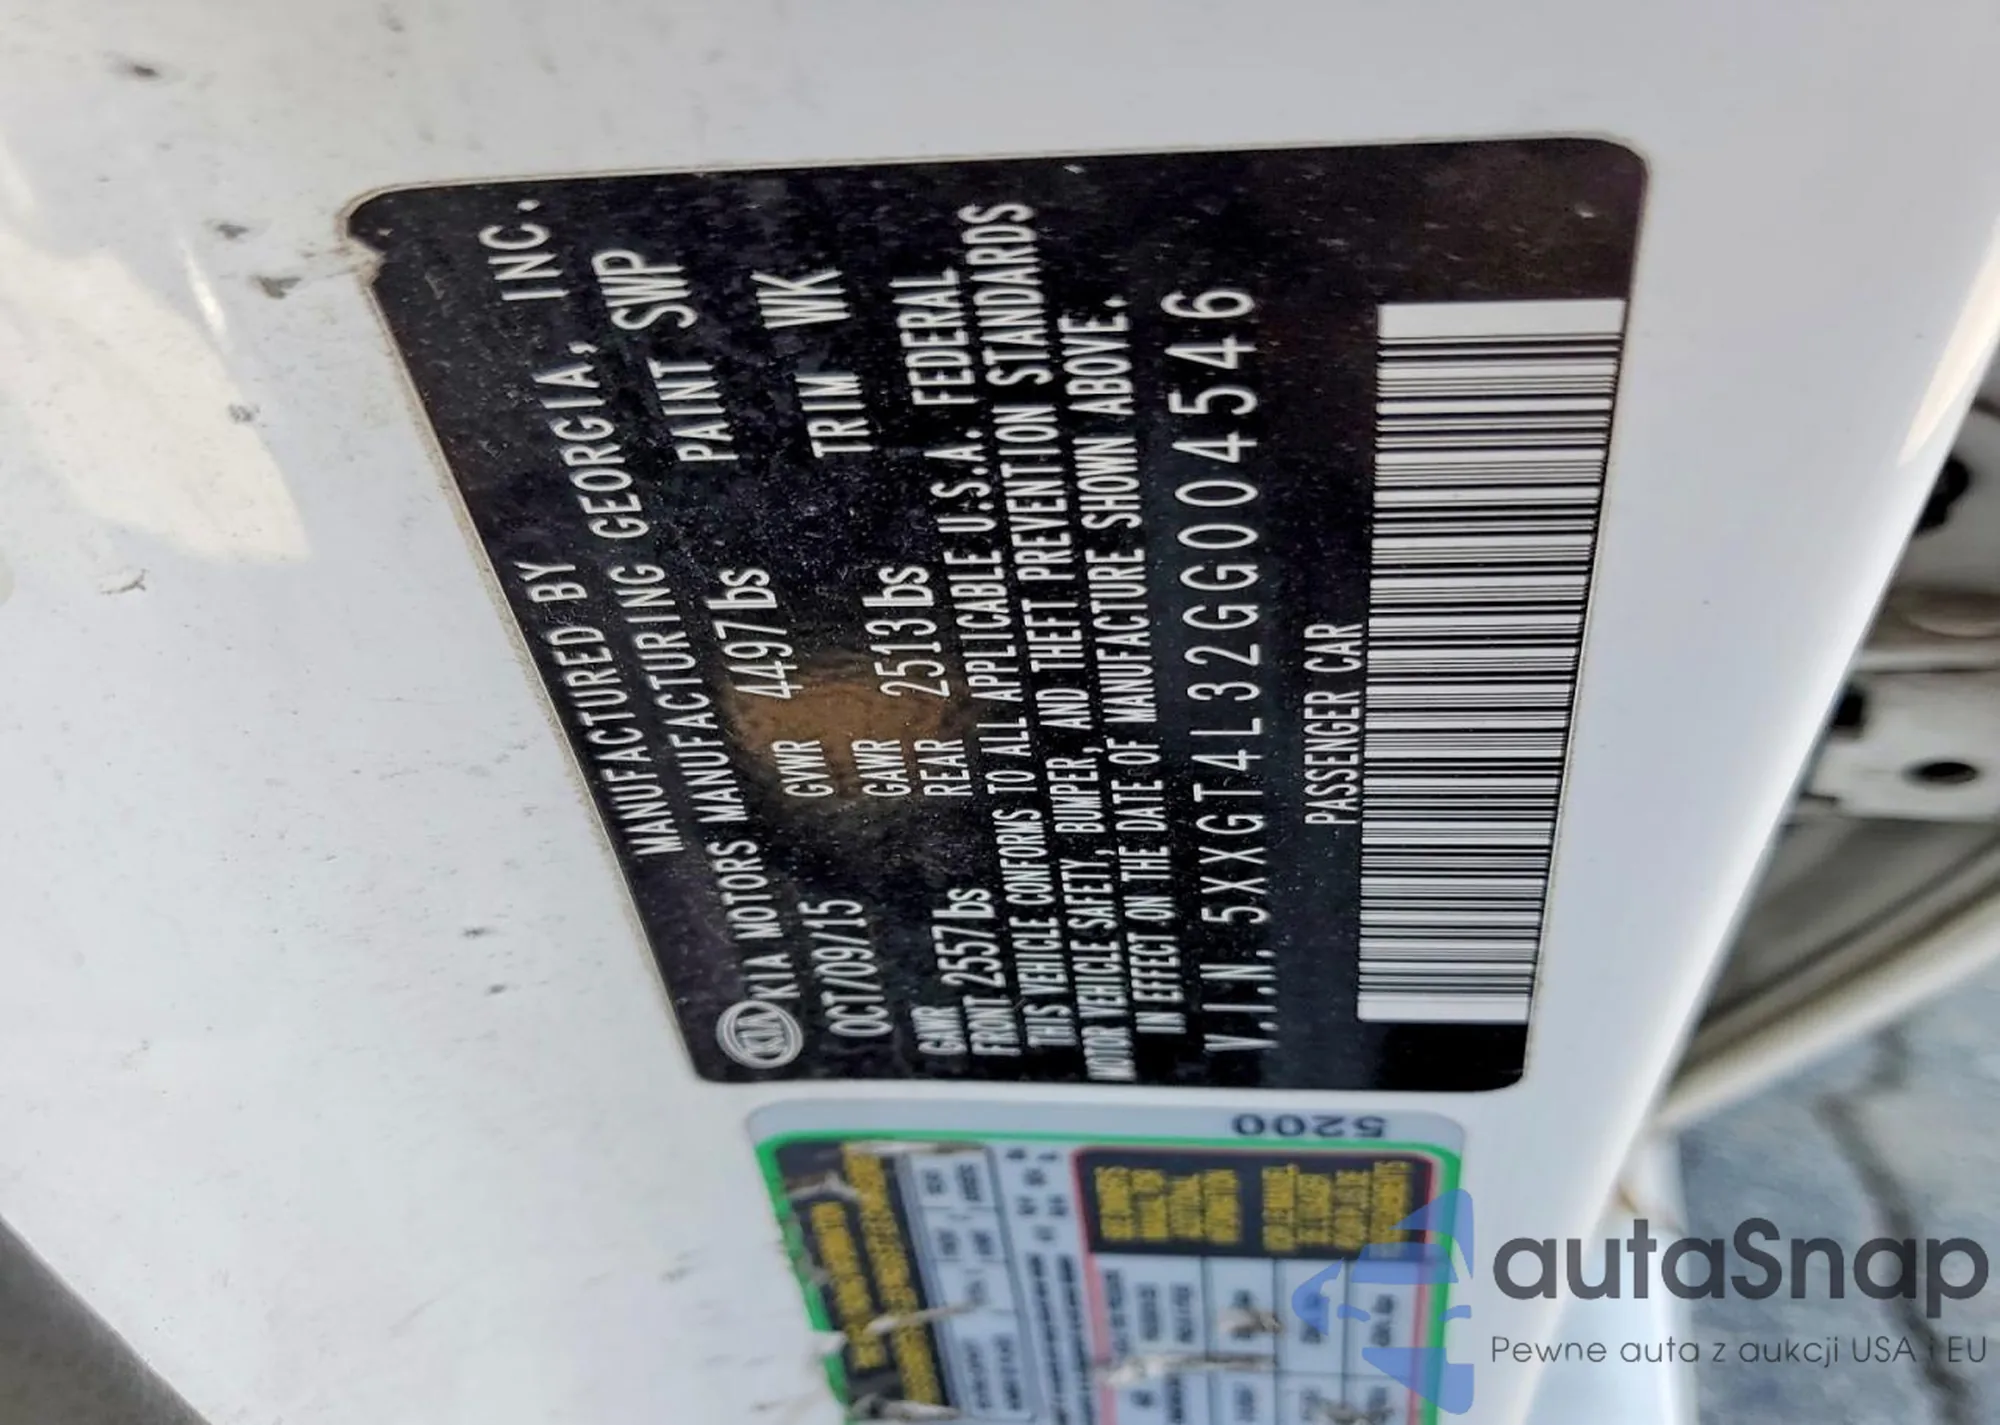 MANUFACTURED BY
KIA KIA MOTORS MANUFACTURING GEORGIA, INC.
OCT/09/15 GVWR 4497lbs PAINT SWP
GAWR FRONT 2557lbs GAWR REAR 2513lbs TRIM WK
THIS VEHICLE CONFORMS TO ALL APPLICABLE U.S.A. FEDERAL
MOTOR VEHICLE SAFETY, BUMPER, AND THEFT PREVENTION STANDARDS
IN EFFECT ON THE DATE OF MANUFACTURE SHOWN ABOVE.
V.I.N. 5XXGT4L32GG004546
PASSENGER CAR
5200
autaSnap
Pewne auta z aukcji USA i EU